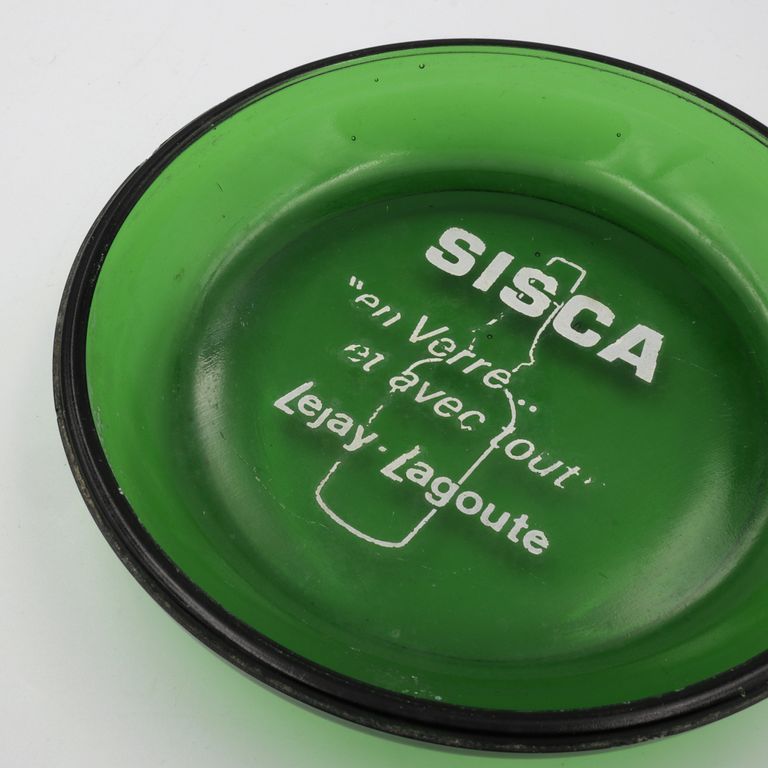 SISCA
"en Verre..
et avec tout"
Lejay-Lagoute